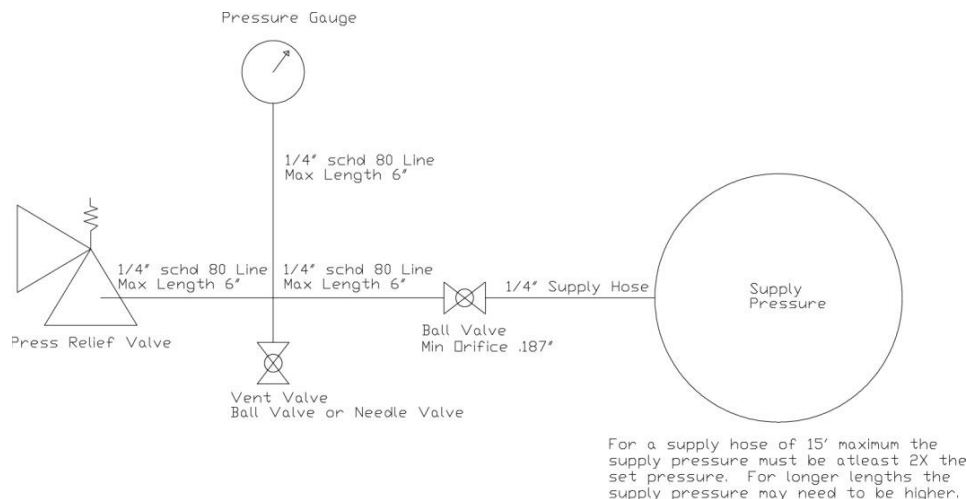 Pressure Gauge
1/4" schd 80 Line
Max Length 6"
1/4" schd 80 Line
Max Length 6"
1/4" schd 80 Line
Max Length 6"
1/4" Supply Hose
Supply
Pressure
Press Relief Valve
Ball Valve
Min Orifice .187"
Vent Valve
Ball Valve or Needle Valve
For a supply hose of 15' maximum the
supply pressure must be atleast 2X the
set pressure. For longer lengths the
supply pressure may need to be higher.